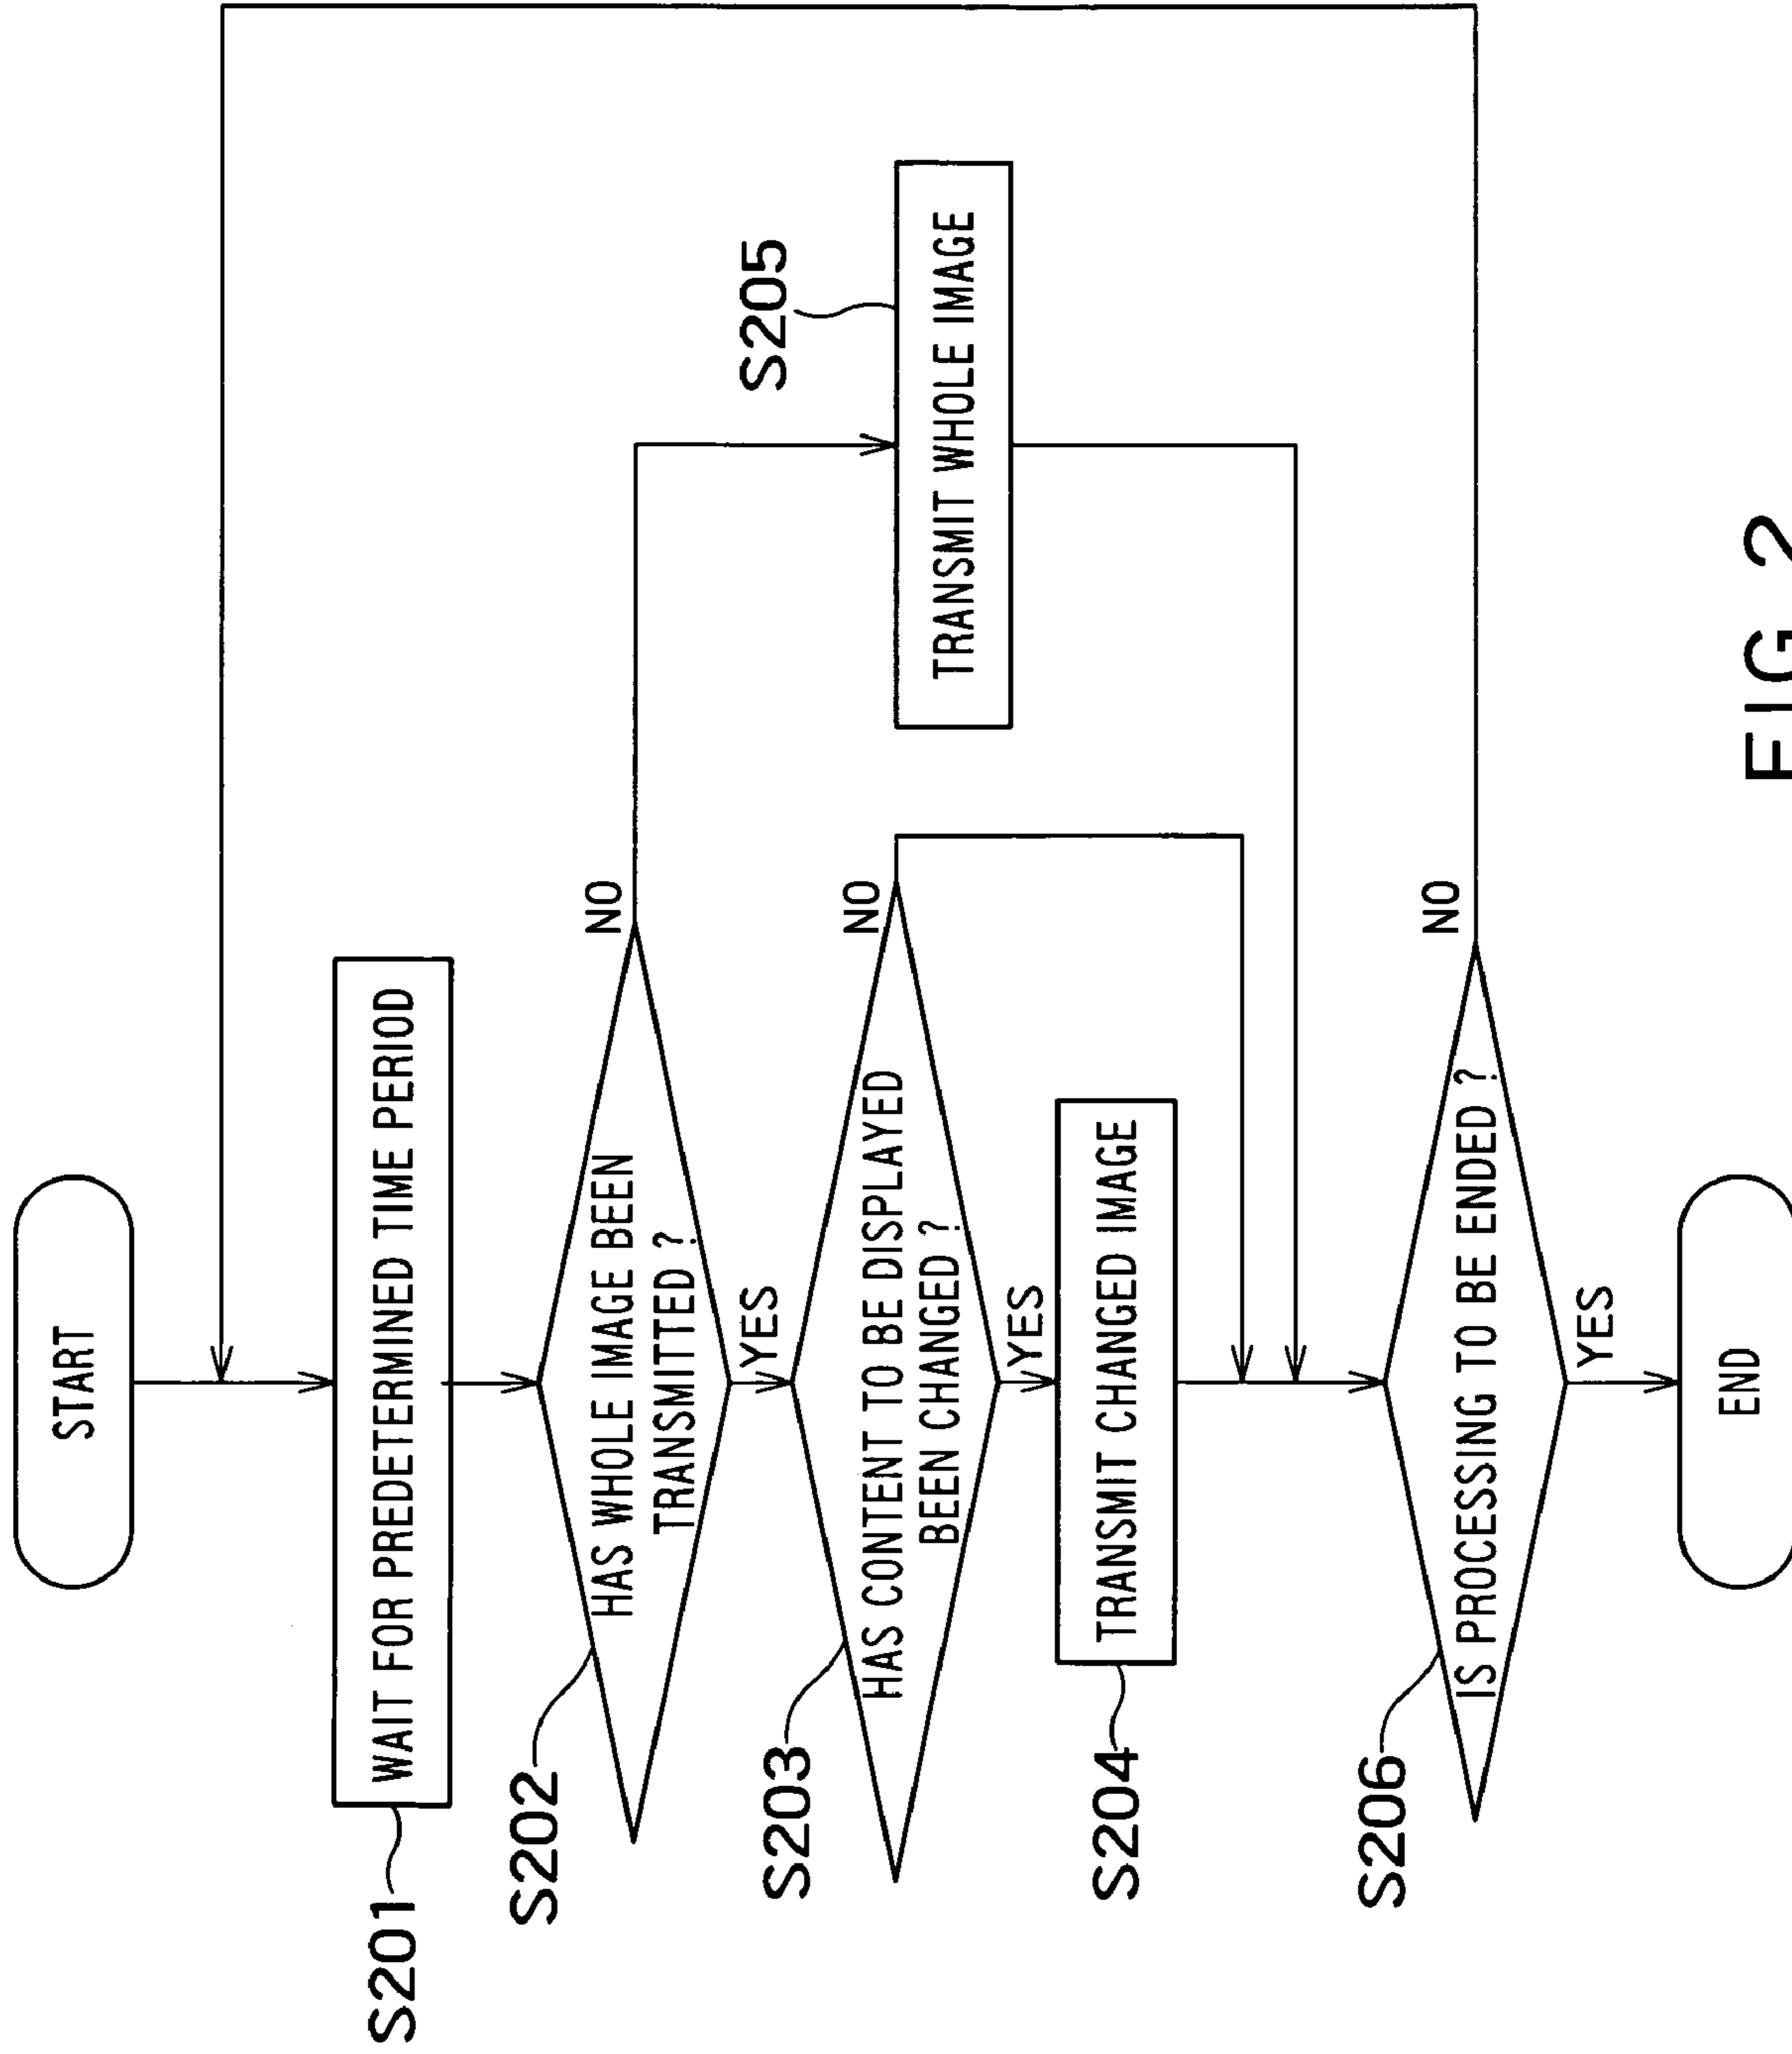 START
WAIT FOR PREDETERMINED TIME PERIOD
S201
HAS WHOLE IMAGE BEEN
TRANSMITTED ?
S202
NO
YES
HAS CONTENT TO BE DISPLAYED
BEEN CHANGED ?
S203
NO
YES
TRANSMIT CHANGED IMAGE
S204
TRANSMIT WHOLE IMAGE
S205
IS PROCESSING TO BE ENDED ?
S206
NO
YES
END
FIG. 2